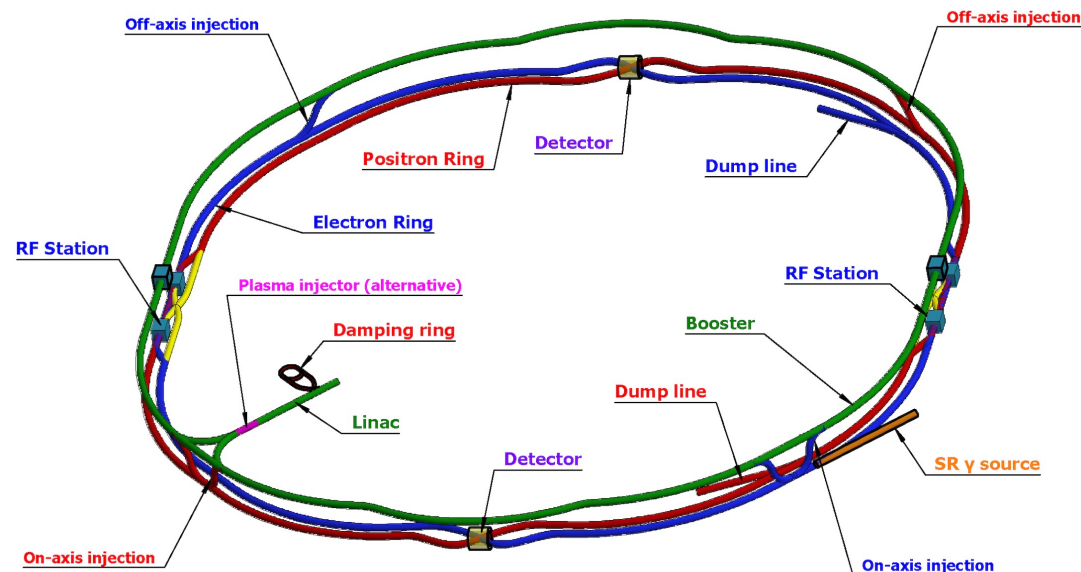 Off-axis injection
Off-axis injection
Detector
Positron Ring
Dump line
Electron Ring
RF Station
RF Station
Plasma injector (alternative)
Damping ring
Booster
Linac
Dump line
Detector
SR γ source
On-axis injection
On-axis injection